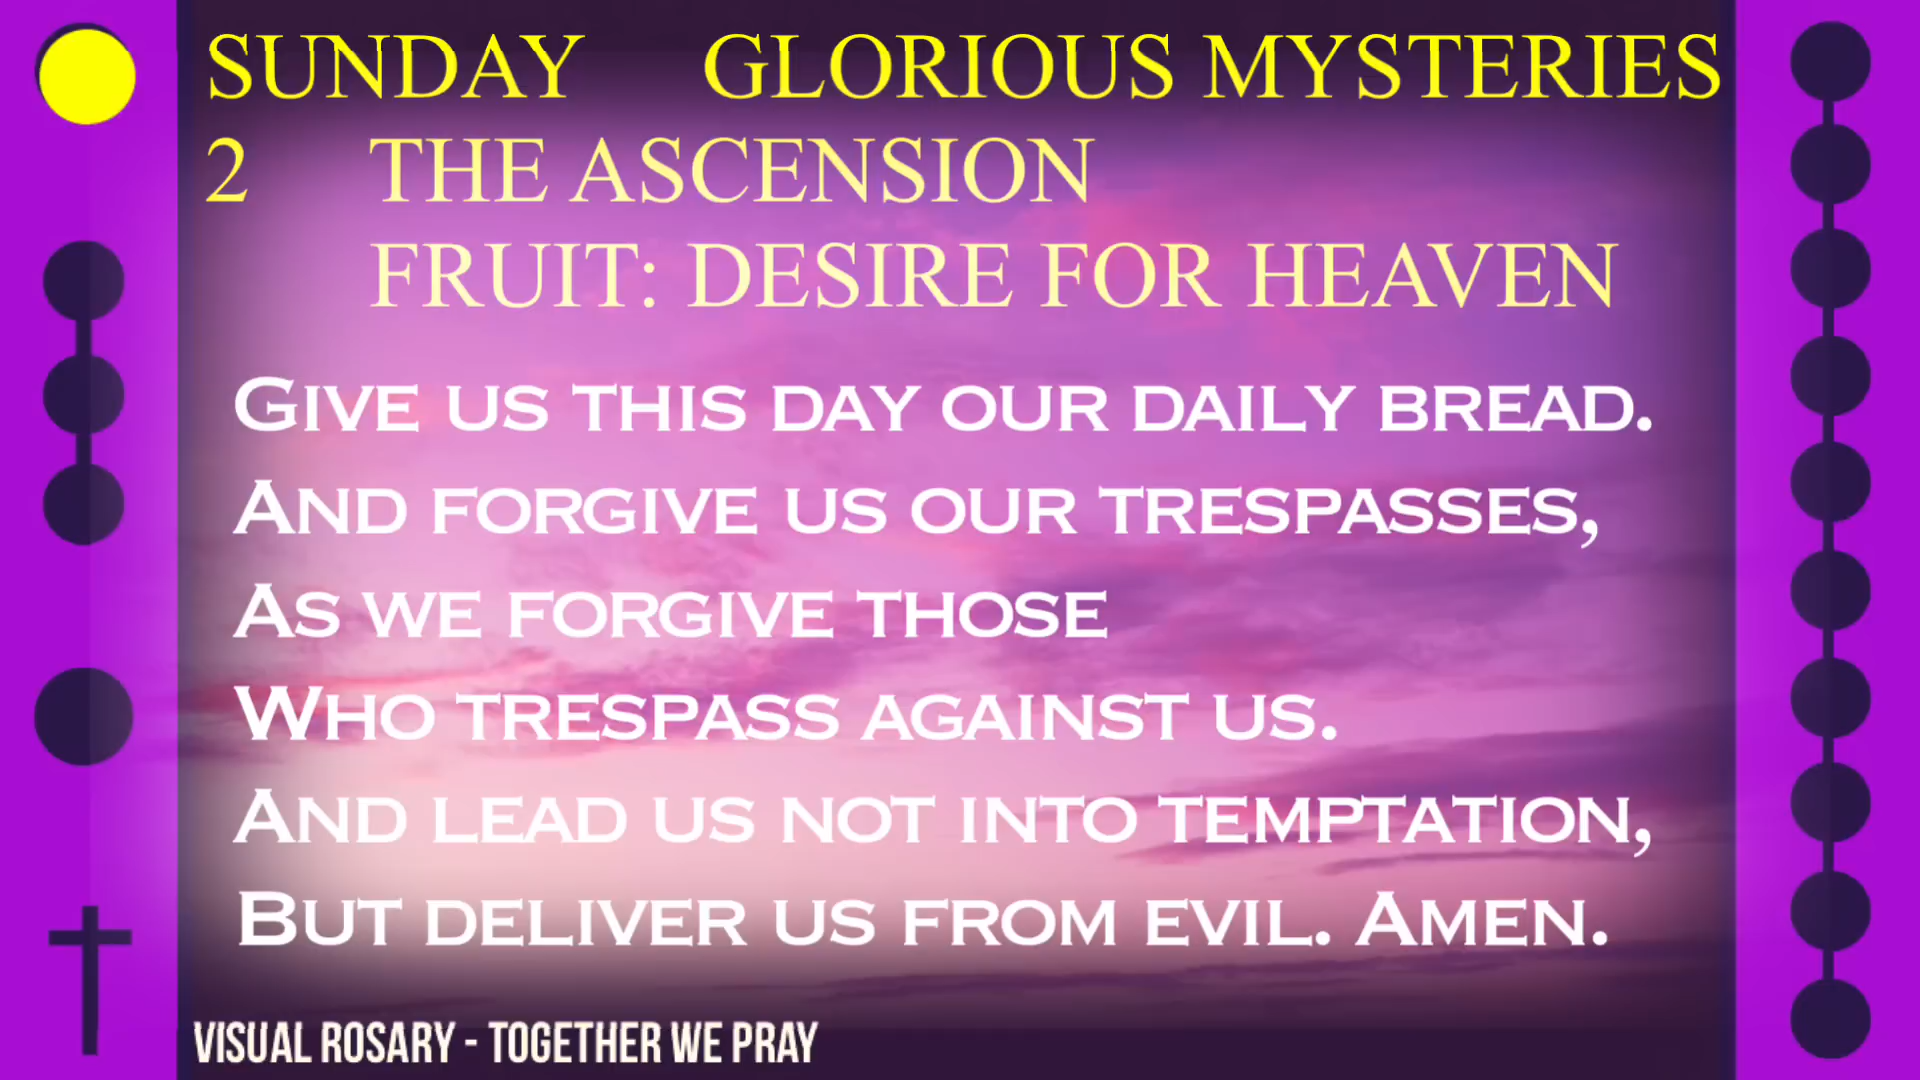 SUNDAY GLORIOUS MYSTERIES
2 THE ASCENSION
FRUIT: DESIRE FOR HEAVEN
GIVE US THIS DAY OUR DAILY BREAD.
AND FORGIVE US OUR TRESPASSES,
AS WE FORGIVE THOSE
WHO TRESPASS AGAINST US.
AND LEAD US NOT INTO TEMPTATION,
BUT DELIVER US FROM EVIL. AMEN.
VISUAL ROSARY - TOGETHER WE PRAY